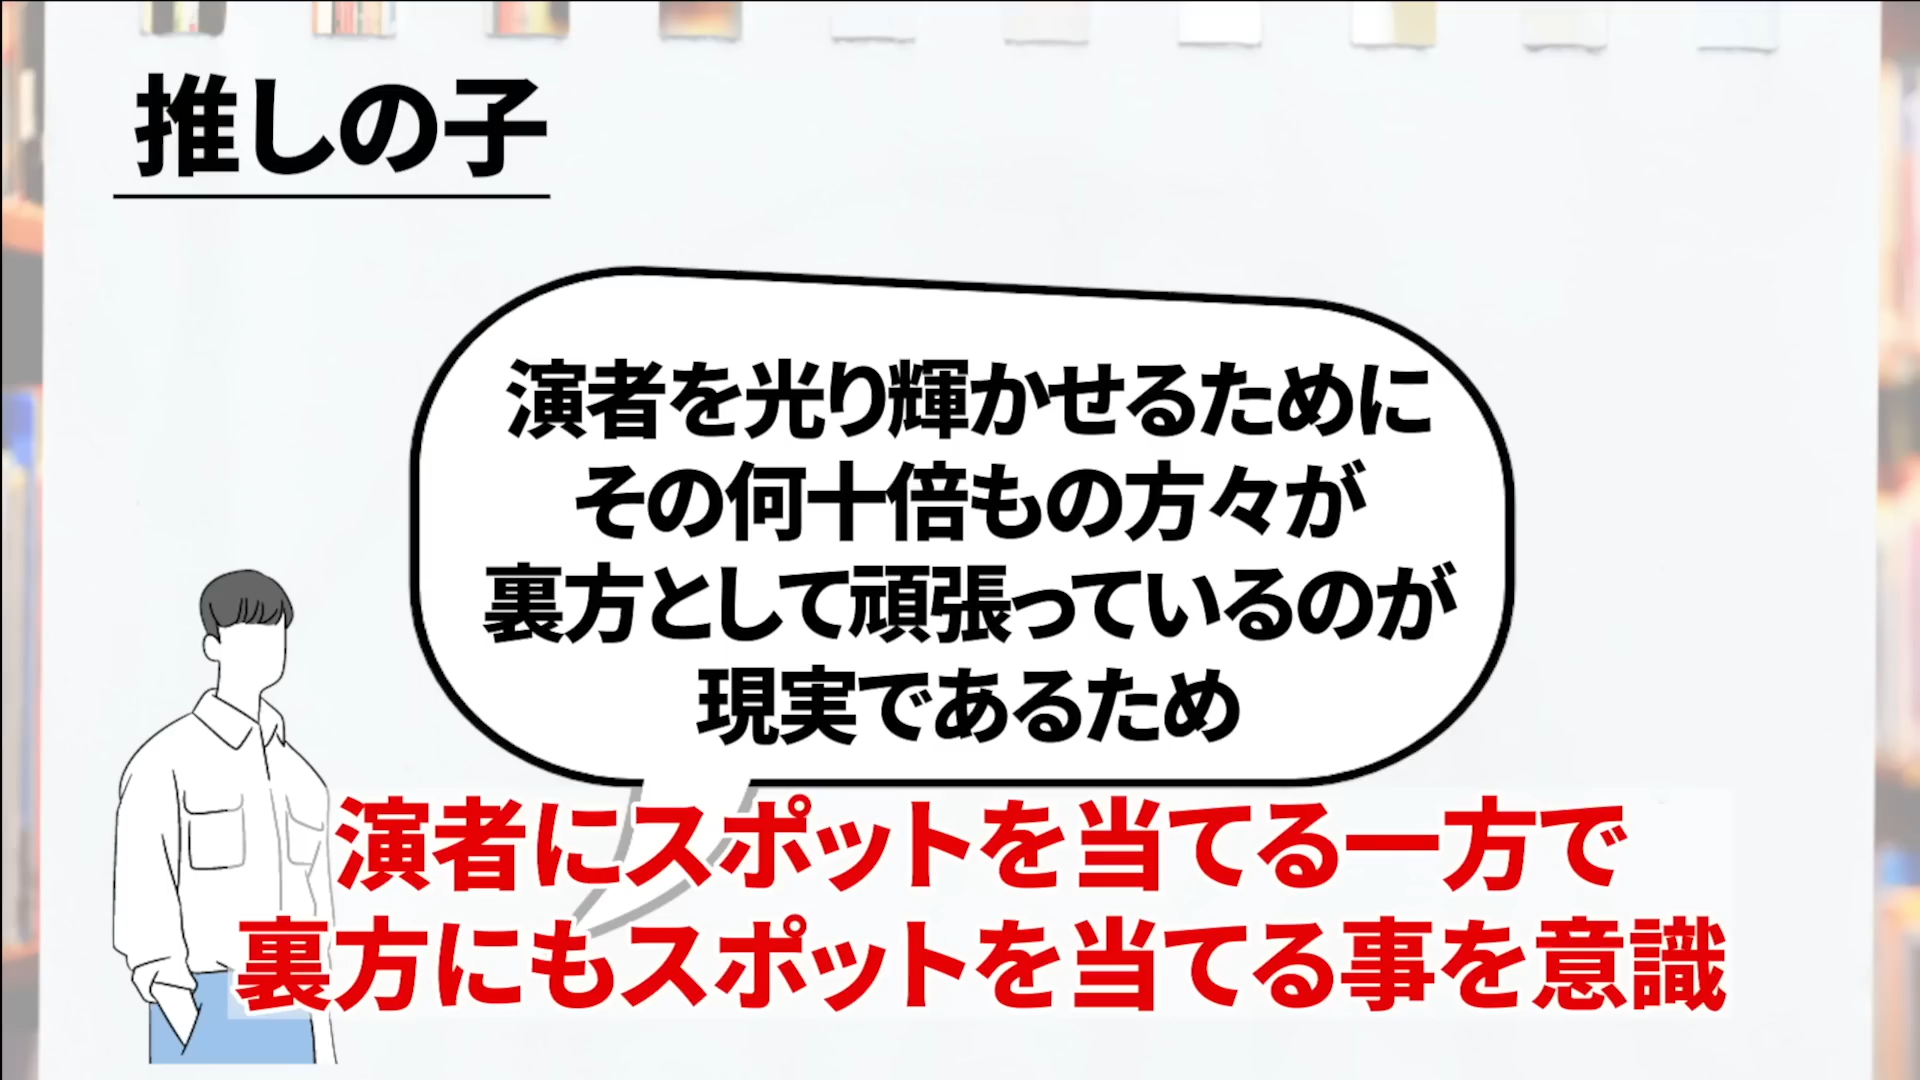 推しの子
演者を光り輝かせるために
その何十倍もの方々が
裏方として頑張っているのが
現実であるため
演者にスポットを当てる一方で
裏方にもスポットを当てる事を意識